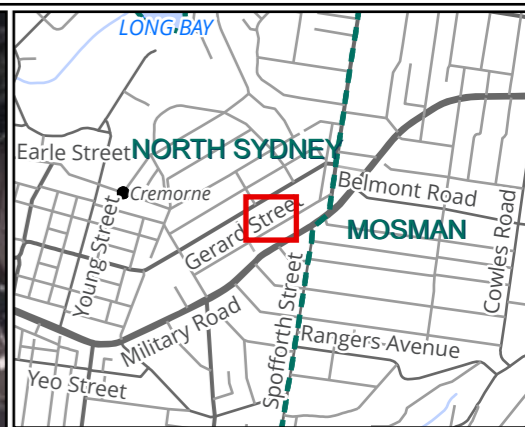 LONG BAY
Earle Street
NORTH SYDNEY
Cremorne
Belmont Road
Gerard Street
MOSMAN
Young Street
Cowles Road
Military Road
Spofforth Street
Rangers Avenue
Yeo Street